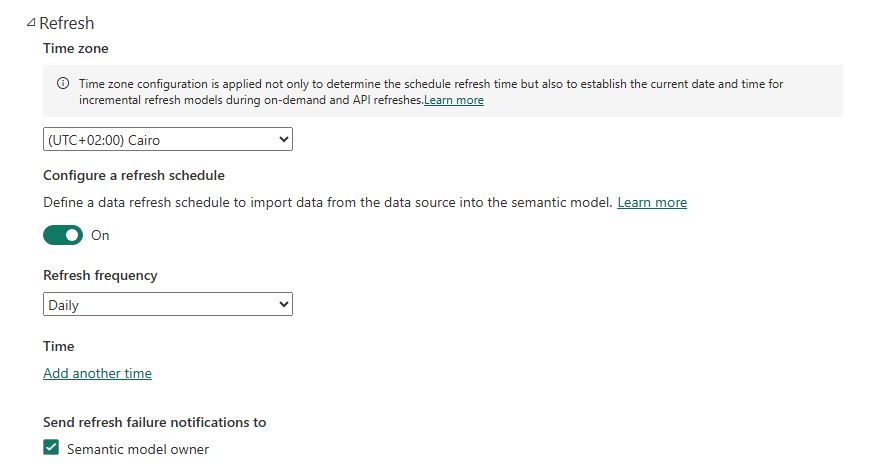 Refresh
Time zone
Time zone configuration is applied not only to determine the schedule refresh time but also to establish the current date and time for
incremental refresh models during on-demand and API refreshes.Learn more
(UTC+02:00) Cairo
Configure a refresh schedule
Define a data refresh schedule to import data from the data source into the semantic model. Learn more
On
Refresh frequency
Daily
Time
Add another time
Send refresh failure notifications to
Semantic model owner